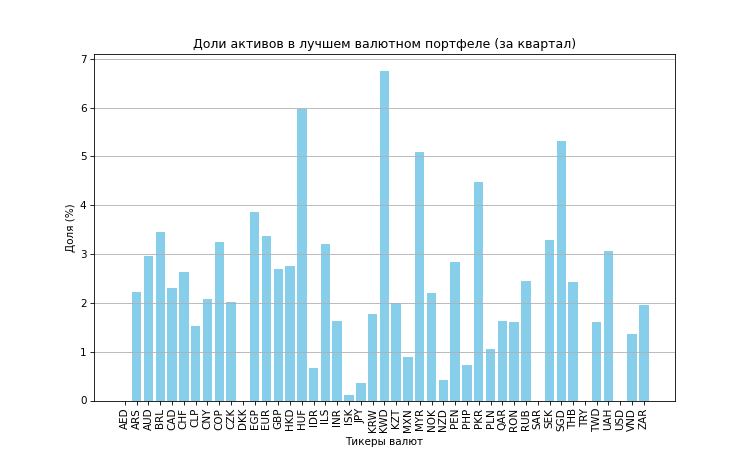 Доли активов в лучшем валютном портфеле (за квартал)
Доля (%)
7
6
5
4
3
2
1
0
AED
ARS
AUD
BRL
CAD
CHF
CLP
CNY
COP
CZK
DKK
EGP
EUR
GBP
HKD
HUF
IDR
ILS
INR
ISK
JPY
KRW
KWD
KZT
MXN
MYR
NOK
NZD
PEN
PHP
PKR
PLN
QAR
RON
RUB
SAR
SEK
SGD
THB
TRY
TWD
UAH
USD
VND
ZAR
Тикеры валют